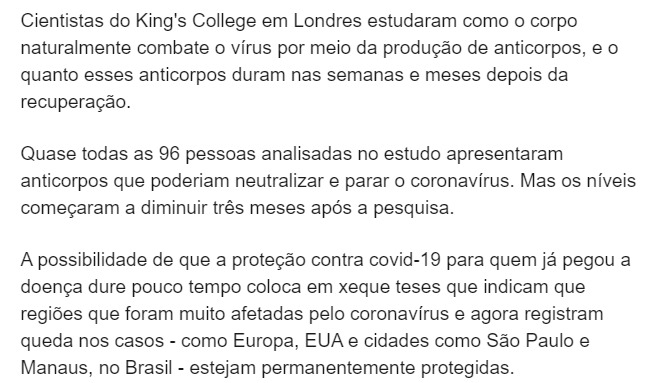 Cientistas do King's College em Londres estudaram como o corpo
naturalmente combate o vírus por meio da produção de anticorpos, e o
quanto esses anticorpos duram nas semanas e meses depois da
recuperação.
Quase todas as 96 pessoas analisadas no estudo apresentaram
anticorpos que poderiam neutralizar e parar o coronavírus. Mas os níveis
começaram a diminuir três meses após a pesquisa.
A possibilidade de que a proteção contra covid-19 para quem já pegou a
doença dure pouco tempo coloca em xeque teses que indicam que
regiões que foram muito afetadas pelo coronavírus e agora registram
queda nos casos - como Europa, EUA e cidades como São Paulo e
Manaus, no Brasil - estejam permanentemente protegidas.